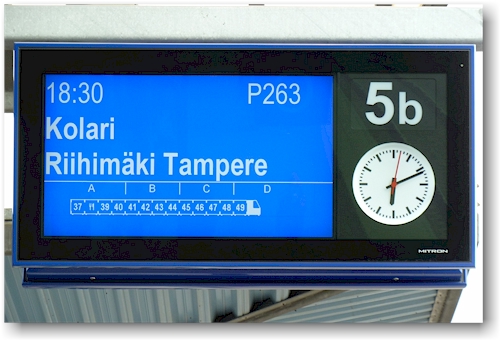 18:30 P263
5b
Kolari
Riihimäki Tampere
A B C D
37 39 40 41 42 43 44 45 46 47 48 49
MITRON